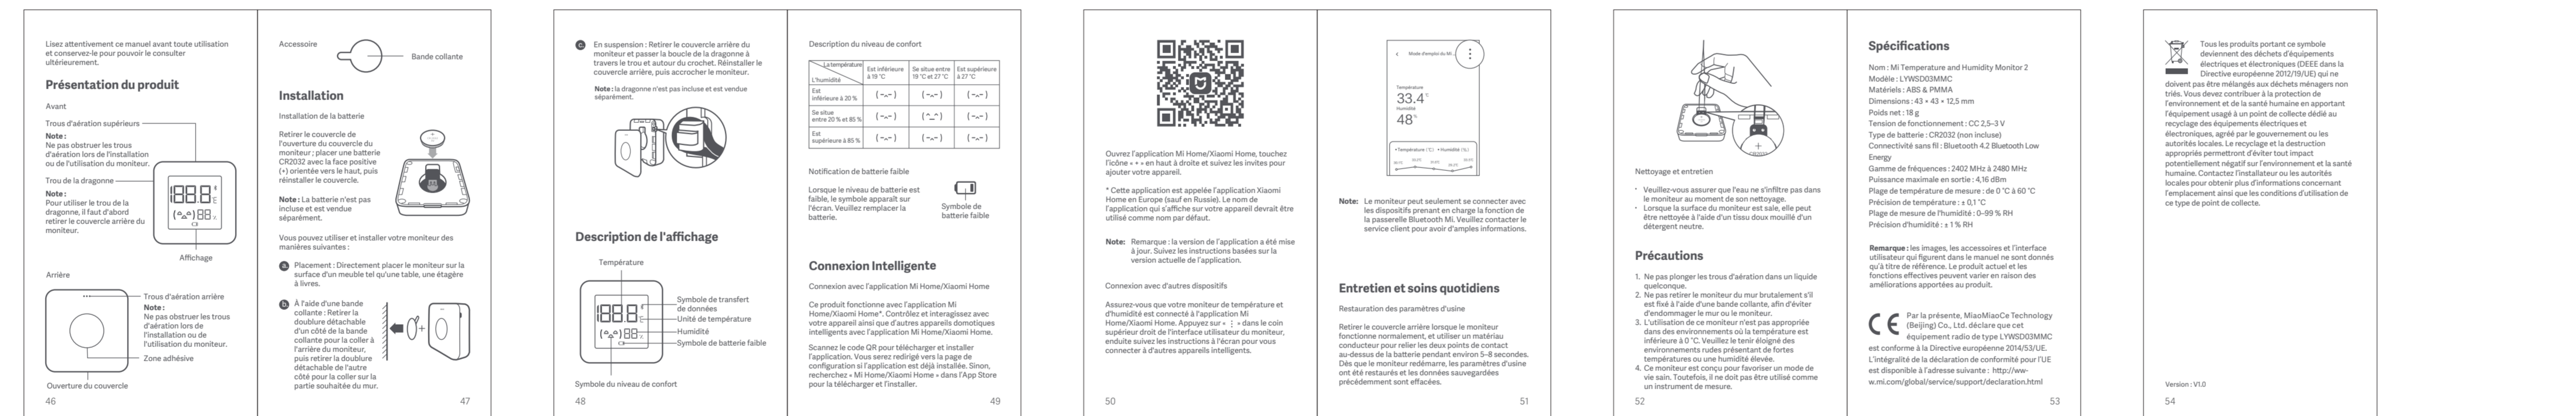 Lisez attentivement ce manuel avant toute utilisation
et conservez-le pour pouvoir le consulter
ultérieurement.
Présentation du produit
Avant
Trous d'aération supérieurs
Note :
Ne pas obstruer les trous
d'aération lors de l'installation
ou de l'utilisation du moniteur.
Trou de la dragonne
Note :
Pour utiliser le trou de la
dragonne, il faut d'abord
retirer le couvercle arrière du
moniteur.
Affichage
Arrière
Trous d'aération arrière
Note :
Ne pas obstruer les trous
d'aération lors de
l'installation ou de
l'utilisation du moniteur.
Zone adhésive
Ouverture du couvercle
46
Accessoire
Bande collante
Installation
Installation de la batterie
Retirer le couvercle de
l'ouverture du couvercle du
moniteur ; placer une batterie
CR2032 avec la face positive
(+) orientée vers le haut, puis
réinstaller le couvercle.
Note : La batterie n'est pas
incluse et est vendue
séparément.
Vous pouvez utiliser et installer votre moniteur des
manières suivantes :
a. Placement : Directement placer le moniteur sur la
surface d'un meuble tel qu'une table, une étagère
à livres.
b. À l'aide d'une bande
collante : Retirer la
doublure détachable
d'un côté de la bande
collante pour la coller à
l'arrière du moniteur,
puis retirer la doublure
détachable de l'autre
côté pour la coller sur la
partie souhaitée du mur.
47
c. En suspension : Retirer le couvercle arrière du
moniteur et passer la boucle de la dragonne à
travers le trou et autour du crochet. Réinstaller le
couvercle arrière, puis accrocher le moniteur.
Note : la dragonne n'est pas incluse et est vendue
séparément.
Description de l'affichage
Température
Symbole de transfert
de données
Unité de température
Humidité
Symbole de batterie faible
Symbole du niveau de confort
48
Description du niveau de confort
La température
L'humidité
Est inférieure
à 19 °C
Se situe entre
19 °C et 27 °C
Est supérieure
à 27 °C
Est
inférieure à 20 %
(-^-) (-^-) (-^-)
Se situe
entre 20 % et 85 %
(-^-) (^_^) (-^-)
Est
supérieure à 85 %
(-^-) (-^-) (-^-)
Notification de batterie faible
Lorsque le niveau de batterie est
faible, le symbole apparaît sur
l'écran. Veuillez remplacer la
batterie.
Symbole de
batterie faible
Connexion Intelligente
Connexion avec l'application Mi Home/Xiaomi Home
Ce produit fonctionne avec l'application Mi
Home/Xiaomi Home*. Contrôlez et interagissez avec
votre appareil ainsi que d'autres appareils domotiques
intelligents avec l'application Mi Home/Xiaomi Home.
Scannez le code QR pour télécharger et installer
l'application. Vous serez redirigé vers la page de
configuration si l'application est déjà installée. Sinon,
recherchez « Mi Home/Xiaomi Home » dans l'App Store
pour la télécharger et l'installer.
49
Ouvrez l'application Mi Home/Xiaomi Home, touchez
l'icône « + » en haut à droite et suivez les invites pour
ajouter votre appareil.
* Cette application est appelée l'application Xiaomi
Home en Europe (sauf en Russie). Le nom de
l'application qui s'affiche sur votre appareil devrait être
utilisé comme nom par défaut.
Note: Remarque : la version de l'application a été mise
à jour. Suivez les instructions basées sur la
version actuelle de l'application.
Connexion avec d'autres dispositifs
Assurez-vous que votre moniteur de température et
d'humidité est connecté à l'application Mi
Home/Xiaomi Home. Appuyez sur « ⋮ » dans le coin
supérieur droit de l'interface utilisateur du moniteur,
ensuite suivez les instructions à l'écran pour vous
connecter à d'autres appareils intelligents.
50
Mode d'emploi du Mi...
Température
33.4 °C
Humidité
48 %
•Température (°C) •Humidité (%)
Note: Le moniteur peut seulement se connecter avec
les dispositifs prenant en charge la fonction de
la passerelle Bluetooth Mi. Veuillez contacter le
service client pour avoir d'amples informations.
Entretien et soins quotidiens
Restauration des paramètres d'usine
Retirer le couvercle arrière lorsque le moniteur
fonctionne normalement, et utiliser un matériau
conducteur pour relier les deux points de contact
au-dessus de la batterie pendant environ 5–8 secondes.
Dès que le moniteur redémarre, les paramètres d'usine
ont été restaurés et les données sauvegardées
précédemment sont effacées.
51
CR2032
Nettoyage et entretien
• Veuillez-vous assurer que l'eau ne s'infiltre pas dans
le moniteur au moment de son nettoyage.
• Lorsque la surface du moniteur est sale, elle peut
être nettoyée à l'aide d'un tissu doux mouillé d'un
détergent neutre.
Précautions
1. Ne pas plonger les trous d'aération dans un liquide
quelconque.
2. Ne pas retirer le moniteur du mur brutalement s'il
est fixé à l'aide d'une bande collante, afin d'éviter
d'endommager le mur ou le moniteur.
3. L'utilisation de ce moniteur n'est pas appropriée
dans des environnements où la température est
inférieure à 0 °C. Veuillez le tenir éloigné des
environnements rudes présentant de fortes
températures ou une humidité élevée.
4. Ce moniteur est conçu pour favoriser un mode de
vie sain. Toutefois, il ne doit pas être utilisé comme
un instrument de mesure.
52
Spécifications
Nom : Mi Temperature and Humidity Monitor 2
Modèle : LYWSD03MMC
Matériels : ABS & PMMA
Dimensions : 43 × 43 × 12,5 mm
Poids net : 18 g
Tension de fonctionnement : CC 2,5–3 V
Type de batterie : CR2032 (non incluse)
Connectivité sans fil : Bluetooth 4.2 Bluetooth Low
Energy
Gamme de fréquences : 2402 MHz à 2480 MHz
Puissance maximale en sortie : 4,16 dBm
Plage de température de mesure : de 0 °C à 60 °C
Précision de température : ± 0,1 °C
Plage de mesure de l'humidité : 0–99 % RH
Précision d'humidité : ± 1 % RH
Remarque : les images, les accessoires et l'interface
utilisateur qui figurent dans le manuel ne sont donnés
qu'à titre de référence. Le produit actuel et les
fonctions effectives peuvent varier en raison des
améliorations apportées au produit.
Par la présente, MiaoMiaoCe Technology
(Beijing) Co., Ltd. déclare que cet
équipement radio de type LYWSD03MMC
est conforme à la Directive européenne 2014/53/UE.
L'intégralité de la déclaration de conformité pour l'UE
est disponible à l'adresse suivante : http://ww-
w.mi.com/global/service/support/declaration.html
53
Tous les produits portant ce symbole
deviennent des déchets d'équipements
électriques et électroniques (DEEE dans la
Directive européenne 2012/19/UE) qui ne
doivent pas être mélangés aux déchets ménagers non
triés. Vous devez contribuer à la protection de
l'environnement et de la santé humaine en apportant
l'équipement usagé à un point de collecte dédié au
recyclage des équipements électriques et
électroniques, agréé par le gouvernement ou les
autorités locales. Le recyclage et la destruction
appropriés permettront d'éviter tout impact
potentiellement négatif sur l'environnement et la santé
humaine. Contactez l'installateur ou les autorités
locales pour obtenir plus d'informations concernant
l'emplacement ainsi que les conditions d'utilisation de
ce type de point de collecte.
Version : V1.0
54